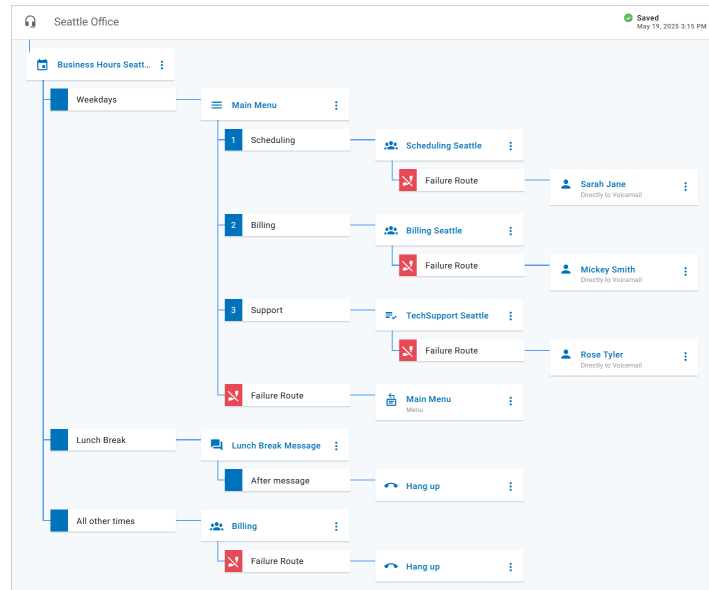 Seattle Office
Saved
May 19, 2025 3:15 PM
Business Hours Seatt...
Weekdays
Main Menu
1 Scheduling
Scheduling Seattle
Failure Route
Sarah Jane
Directly to Voicemail
2 Billing
Billing Seattle
Failure Route
Mickey Smith
Directly to Voicemail
3 Support
TechSupport Seattle
Failure Route
Rose Tyler
Directly to Voicemail
Failure Route
Main Menu
Menu
Lunch Break
Lunch Break Message
After message
Hang up
All other times
Billing
Failure Route
Hang up